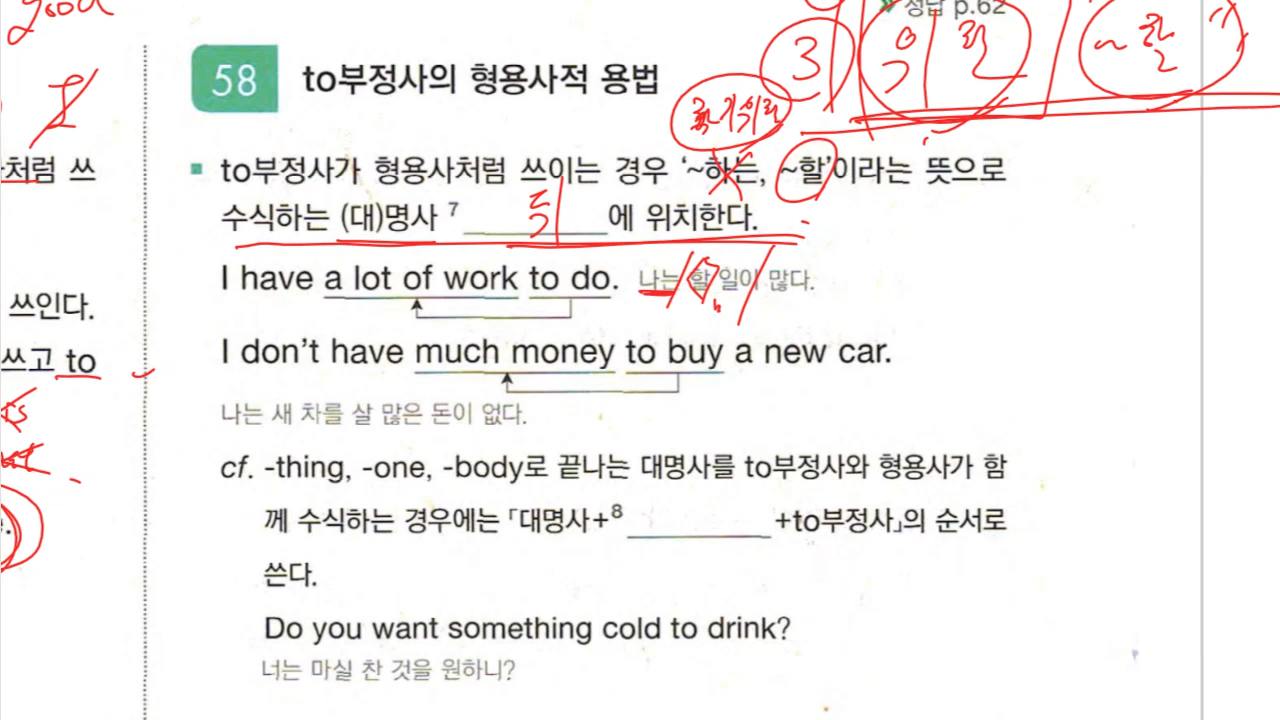 good
정답 p.62
3 위 뒤 ~할
58 to부정사의 형용사적 용법
처럼 쓰
to부정사가 형용사처럼 쓰이는 경우 '~하는, ~할'이라는 뜻으로
수식하는 (대)명사 7 뒤 에 위치한다.
I have a lot of work to do. 나는 할 일이 많다.
쓰인다.
쓰고 to
I don't have much money to buy a new car.
나는 새 차를 살 많은 돈이 없다.
cf. -thing, -one, -body로 끝나는 대명사를 to부정사와 형용사가 함
께 수식하는 경우에는 「대명사+8 +to부정사」의 순서로
쓴다.
Do you want something cold to drink?
너는 마실 찬 것을 원하니?